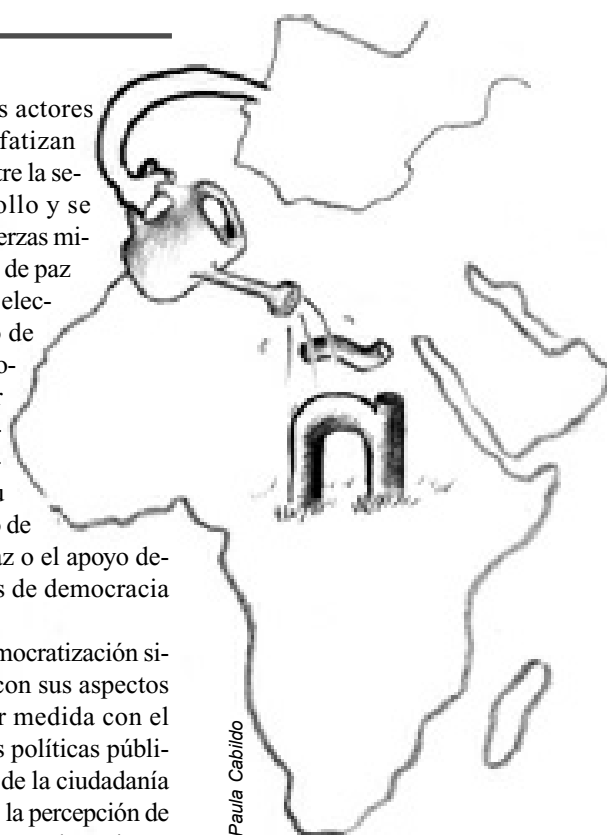 s actores
fatizan
tre la se-
ollo y se
erzas mi-
de paz
elec-
o de
o-
r
-
-
u
o de
az o el apoyo de-
s de democracia
mocratización si-
con sus aspectos
r medida con el
s políticas públi-
de la ciudadanía
la percepción de
Paula Cabildo